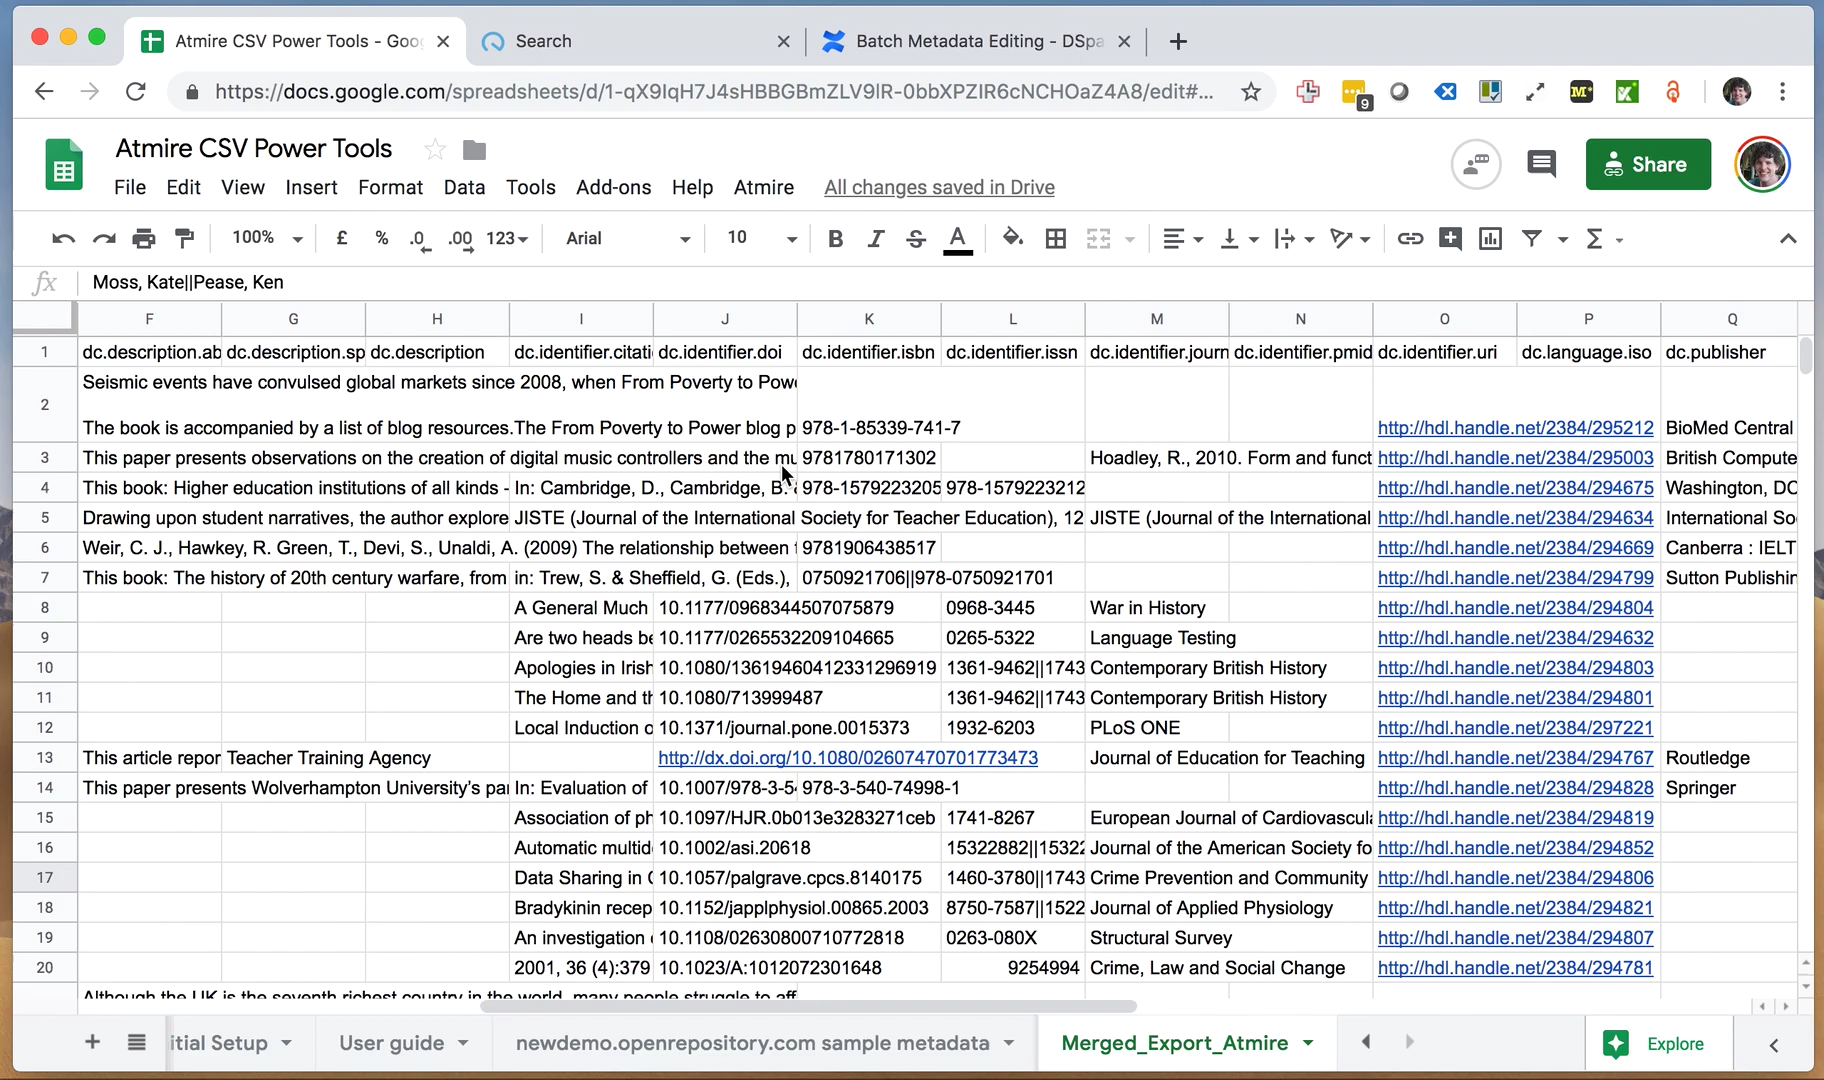 Atmire CSV Power Tools - Goo
Search
Batch Metadata Editing - DSpa
https://docs.google.com/spreadsheets/d/1-qX9IqH7J4sHBBGBmZLV9lR-0bbXPZIR6cNCHOaZ4A8/edit#...
9
M
Atmire CSV Power Tools
Share
File Edit View Insert Format Data Tools Add-ons Help Atmire All changes saved in Drive
100% £ % .0 .00 123 Arial 10 B I S A Σ
fx Moss, Kate||Pease, Ken
F G H I J K L M N O P Q
1 dc.description.ab dc.description.sp dc.description dc.identifier.citati dc.identifier.doi dc.identifier.isbn dc.identifier.issn dc.identifier.journ dc.identifier.pmid dc.identifier.uri dc.language.iso dc.publisher
Seismic events have convulsed global markets since 2008, when From Poverty to Powe
2
The book is accompanied by a list of blog resources.The From Poverty to Power blog p 978-1-85339-741-7 http://hdl.handle.net/2384/295212 BioMed Central
3 This paper presents observations on the creation of digital music controllers and the mu 9781780171302 Hoadley, R., 2010. Form and funct http://hdl.handle.net/2384/295003 British Compute
4 This book: Higher education institutions of all kinds - In: Cambridge, D., Cambridge, B. 978-1579223205 978-1579223212 http://hdl.handle.net/2384/294675 Washington, DC
5 Drawing upon student narratives, the author explore JISTE (Journal of the International Society for Teacher Education), 12 JISTE (Journal of the International http://hdl.handle.net/2384/294634 International So
6 Weir, C. J., Hawkey, R. Green, T., Devi, S., Unaldi, A. (2009) The relationship between 9781906438517 http://hdl.handle.net/2384/294669 Canberra : IELT
7 This book: The history of 20th century warfare, from in: Trew, S. & Sheffield, G. (Eds.), 0750921706||978-0750921701 http://hdl.handle.net/2384/294799 Sutton Publishin
8 A General Much 10.1177/0968344507075879 0968-3445 War in History http://hdl.handle.net/2384/294804
9 Are two heads be 10.1177/0265532209104665 0265-5322 Language Testing http://hdl.handle.net/2384/294632
10 Apologies in Irish 10.1080/13619460412331296919 1361-9462||1743 Contemporary British History http://hdl.handle.net/2384/294803
11 The Home and th 10.1080/713999487 1361-9462||1743 Contemporary British History http://hdl.handle.net/2384/294801
12 Local Induction o 10.1371/journal.pone.0015373 1932-6203 PLoS ONE http://hdl.handle.net/2384/297221
13 This article repor Teacher Training Agency http://dx.doi.org/10.1080/02607470701773473 Journal of Education for Teaching http://hdl.handle.net/2384/294767 Routledge
14 This paper presents Wolverhampton University's par In: Evaluation of 10.1007/978-3-54 978-3-540-74998-1 http://hdl.handle.net/2384/294828 Springer
15 Association of ph 10.1097/HJR.0b013e3283271ceb 1741-8267 European Journal of Cardiovascula http://hdl.handle.net/2384/294819
16 Automatic multid 10.1002/asi.20618 15322882||15322 Journal of the American Society fo http://hdl.handle.net/2384/294852
17 Data Sharing in C 10.1057/palgrave.cpcs.8140175 1460-3780||1743 Crime Prevention and Community http://hdl.handle.net/2384/294806
18 Bradykinin recep 10.1152/japplphysiol.00865.2003 8750-7587||1522 Journal of Applied Physiology http://hdl.handle.net/2384/294821
19 An investigation 10.1108/02630800710772818 0263-080X Structural Survey http://hdl.handle.net/2384/294807
20 2001, 36 (4):379 10.1023/A:1012072301648 9254994 Crime, Law and Social Change http://hdl.handle.net/2384/294781
Although the UK is the seventh richest country in the world, many people struggle to aff
itial Setup User guide newdemo.openrepository.com sample metadata Merged_Export_Atmire Explore